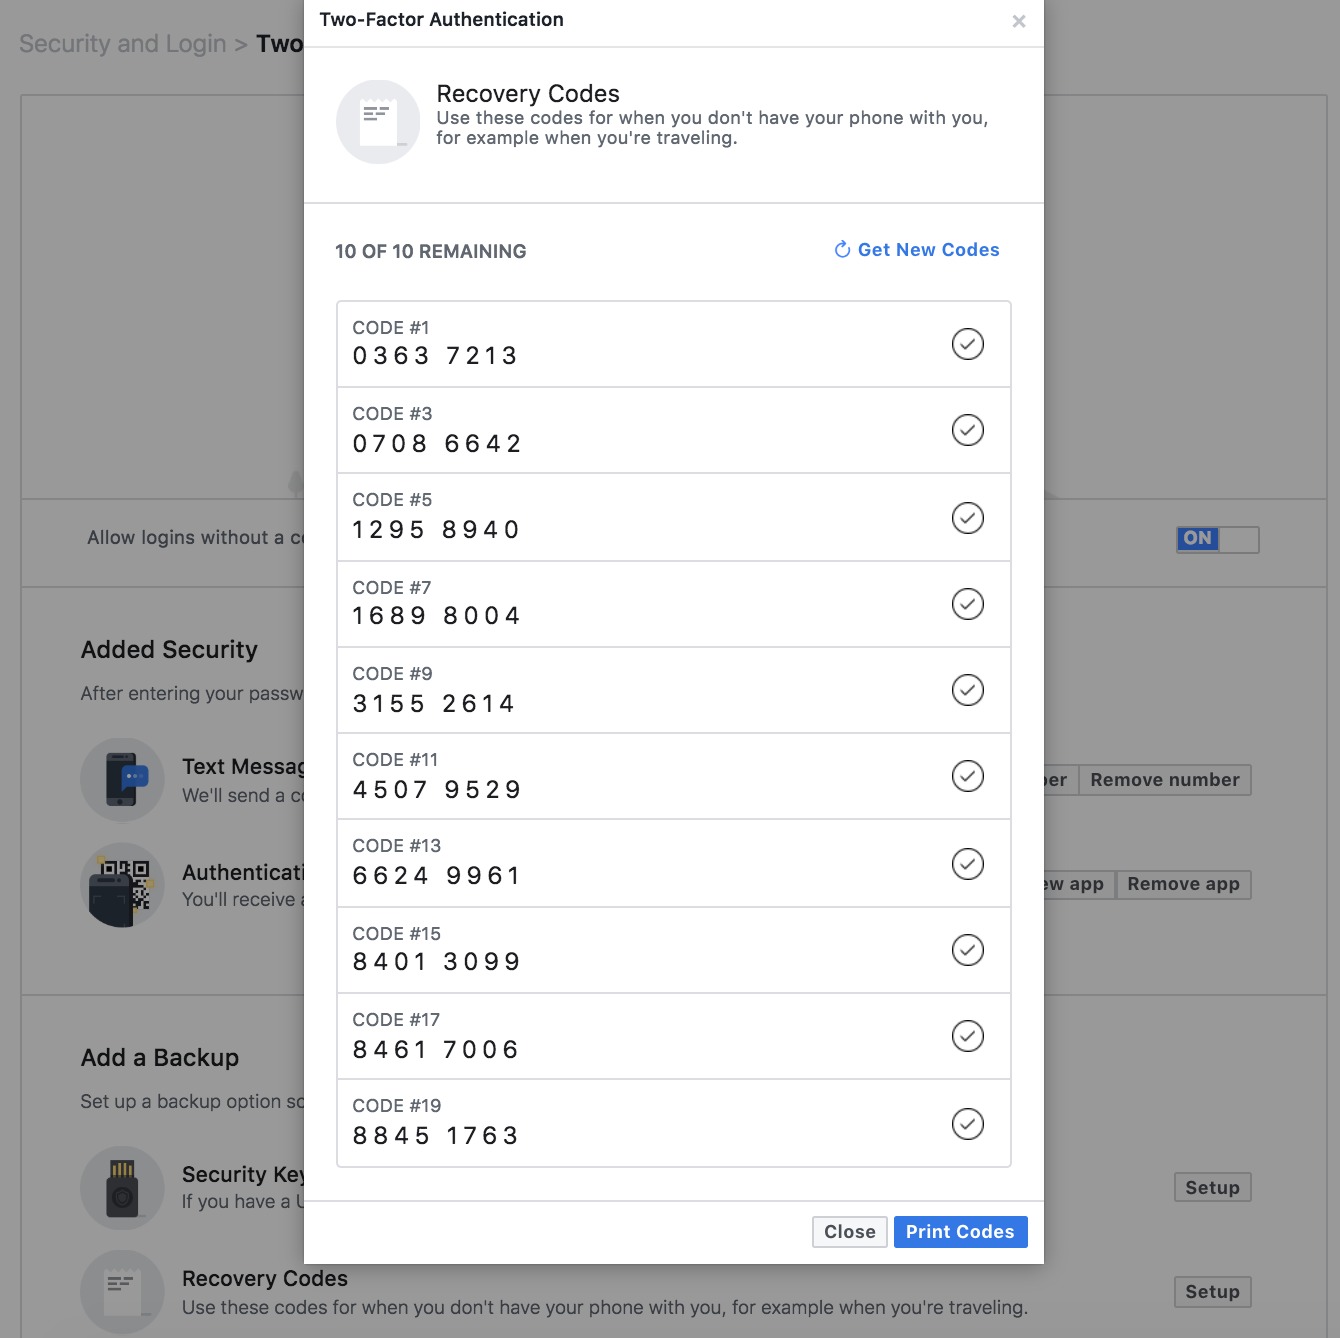 Two-Factor Authentication
Security and Login > Two
Recovery Codes
Use these codes for when you don't have your phone with you,
for example when you're traveling.
10 OF 10 REMAINING
Get New Codes
CODE #1
0363 7213
CODE #3
0708 6642
CODE #5
1295 8940
CODE #7
1689 8004
CODE #9
3155 2614
CODE #11
4507 9529
CODE #13
6624 9961
CODE #15
8401 3099
CODE #17
8461 7006
CODE #19
8845 1763
Close
Print Codes
Allow logins without a
ON
Added Security
After entering your
Text
We'll send a
Remove number
You'll receive
app
Remove app
Add a Backup
Set up a backup option
Security
If you have a
Setup
Recovery Codes
Use these codes for when you don't have your phone with you, for example when you're traveling.
Setup